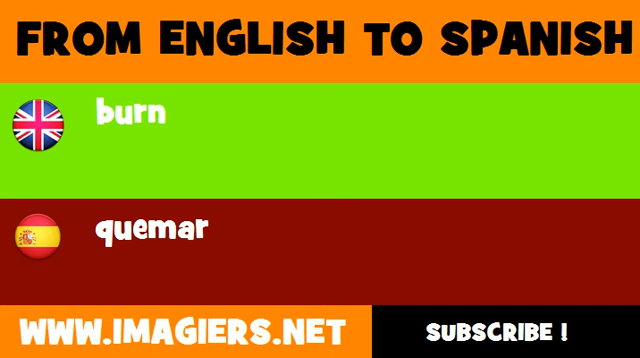 FROM ENGLISH TO SPANISH
burn
quemar
WWW.IMAGIERS.NET
SUBSCRIBE !